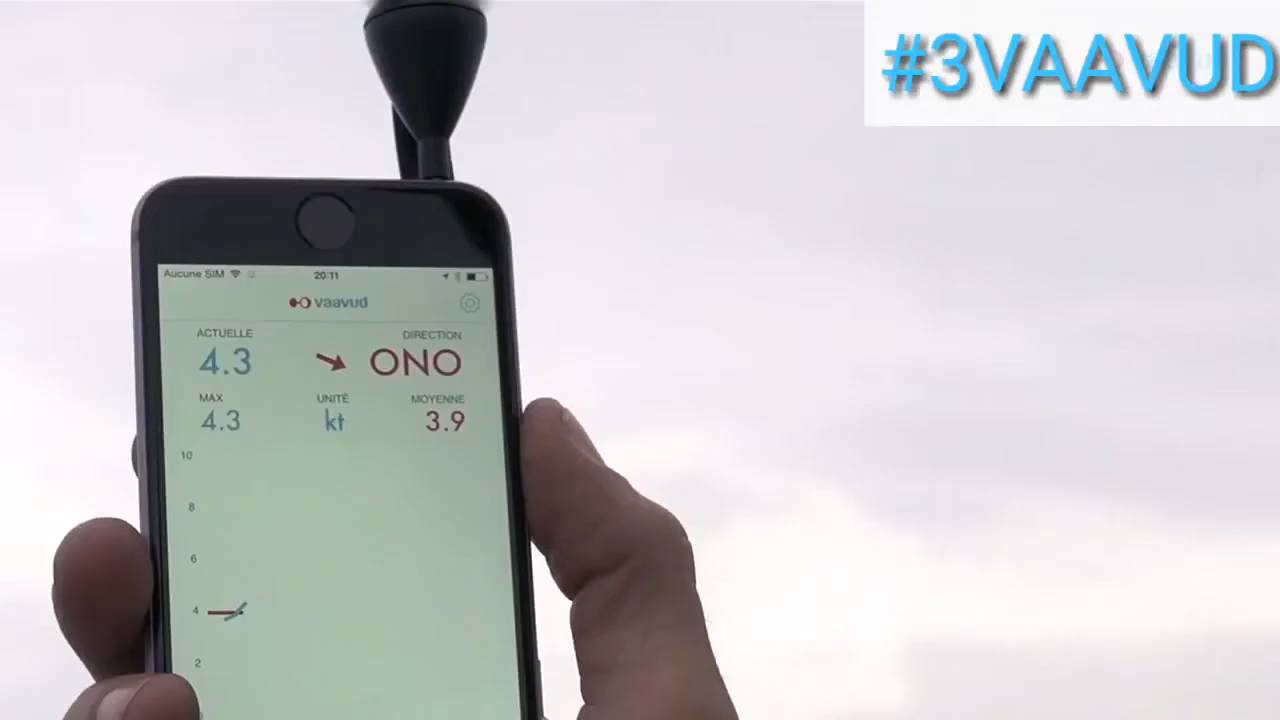 #3VAAVUD
Aucune SIM 20:11
vaavud
ACTUELLE DIRECTION
4.3 ONO
MAX UNITÉ MOYENNE
4.3 kt 3.9
10
8
6
4
2